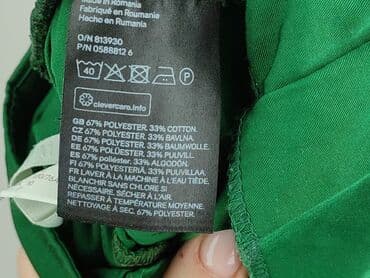 Made in Romania
Fabriqué en Roumanie
Hecho en Rumania
O/N 813930
P/N 0588812 6
40
P
clevercare.info
GB 67% POLYESTER. 33% COTTON.
CZ 67% POLYESTER. 33% BAVLNA.
DE 67% POLYESTER. 33% BAUMWOLLE.
EE 67% POLÜESTER. 33% PUUVILL.
ES 67% poliéster. 33% ALGODÓN.
FI 67% POLYESTERI. 33% PUUVILLA.
FR LAVER À LA MACHINE À L'EAU TIÈDE.
BLANCHIR SANS CHLORE SI
NÉCESSAIRE. SÉCHER À L'AIR.
REPASSER À TEMPÉRATURE MOYENNE.
NETTOYAGE À SEC. 67% POLYESTER.